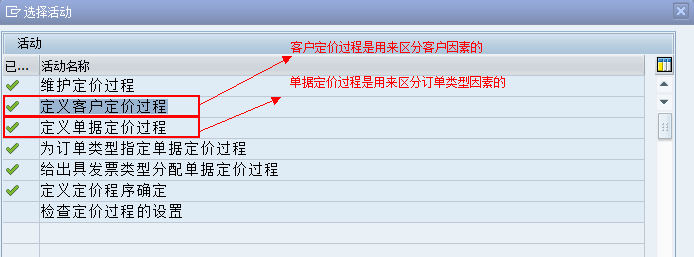 选择活动
活动
客户定价过程是用来区分客户因素的
已... 活动名称
维护定价过程
单据定价过程是用来区分订单类型因素的
定义客户定价过程
定义单据定价过程
为订单类型指定单据定价过程
给出具发票类型分配单据定价过程
定义定价程序确定
检查定价过程的设置